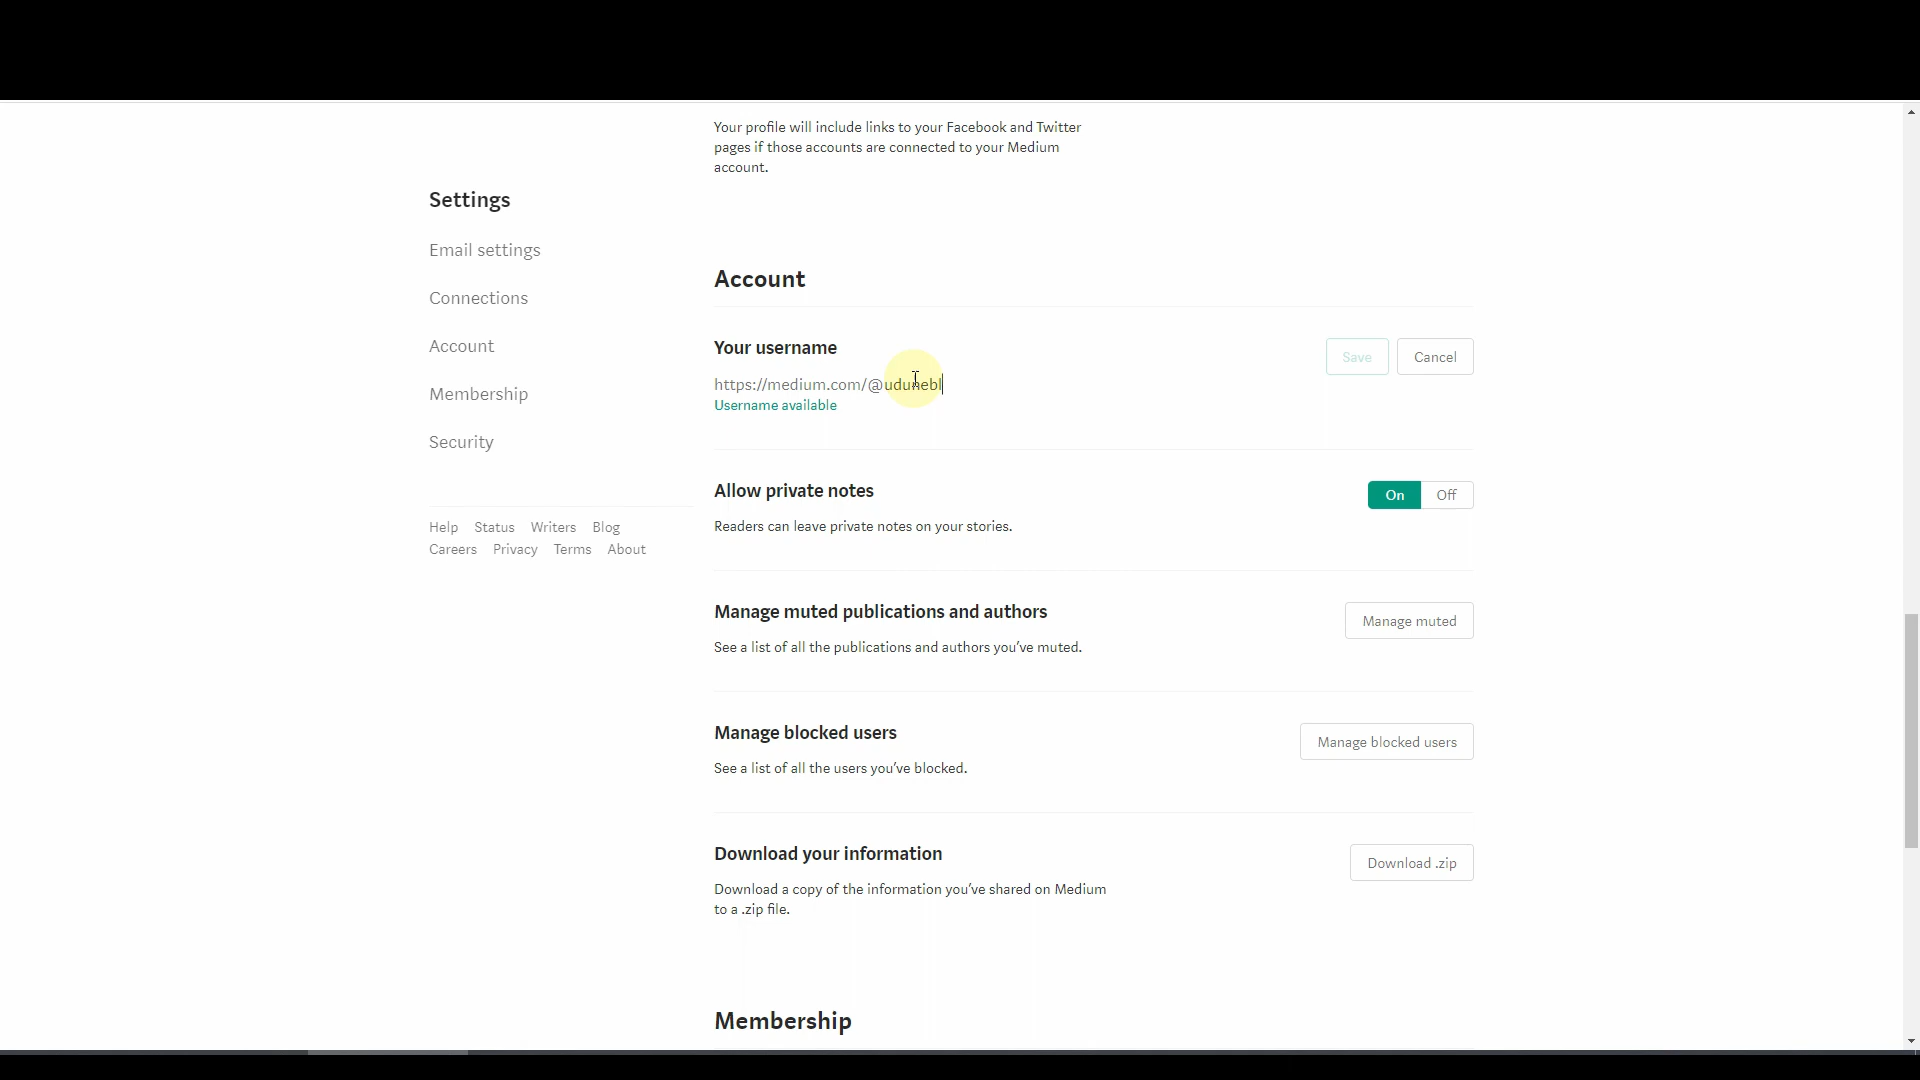 Your profile will include links to your Facebook and Twitter
pages if those accounts are connected to your Medium
account.
Settings
Email settings
Connections
Account
Membership
Security
Help Status Writers Blog
Careers Privacy Terms About
Account
Your username
https://medium.com/@udunebl
Username available
Save Cancel
Allow private notes
Readers can leave private notes on your stories.
On Off
Manage muted publications and authors
See a list of all the publications and authors you’ve muted.
Manage muted
Manage blocked users
See a list of all the users you’ve blocked.
Manage blocked users
Download your information
Download a copy of the information you’ve shared on Medium
to a .zip file.
Download .zip
Membership